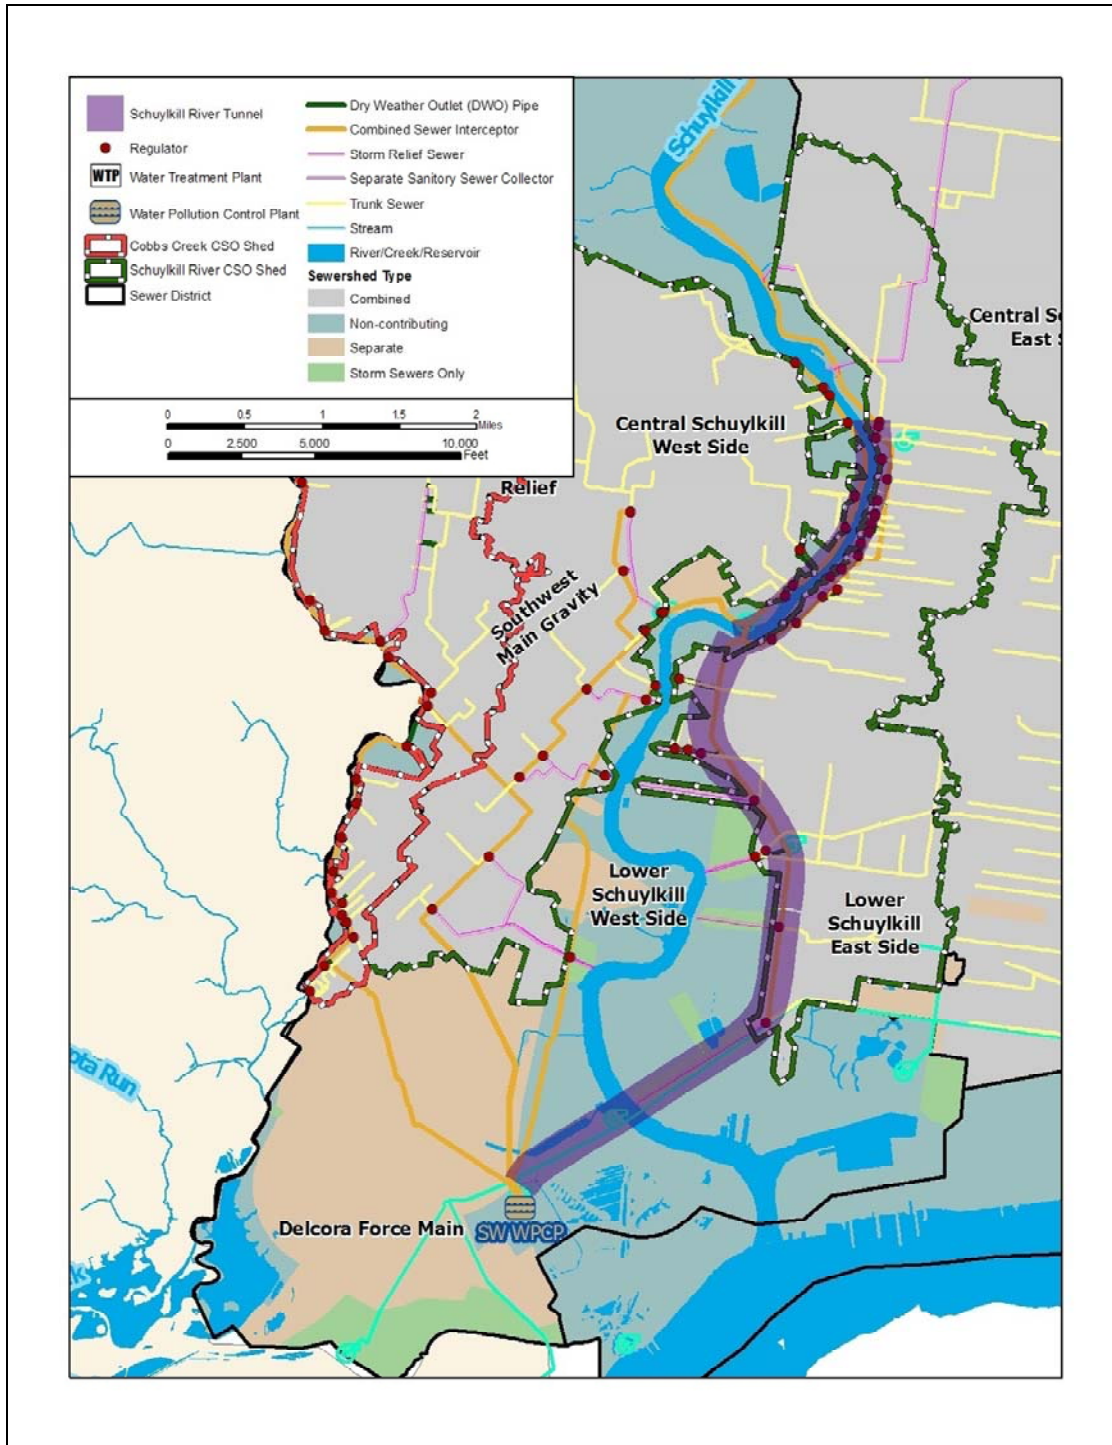 Schuylkill River Tunnel
Regulator
WTP Water Treatment Plant
Water Pollution Control Plant
Cobbs Creek CSO Shed
Schuylkill River CSO Shed
Sewer District
Dry Weather Outlet (DWO) Pipe
Combined Sewer Interceptor
Storm Relief Sewer
Separate Sanitary Sewer Collector
Trunk Sewer
Stream
River/Creek/Reservoir
Sewershed Type
Combined
Non-contributing
Separate
Storm Sewers Only
0 0.5 1 1.5 2
Miles
0 2,500 5,000 10,000
Feet
Schuylkill
Central S
East S
Central Schuylkill
West Side
Relief
Southwest
Main Gravity
Lower
Schuylkill
West Side
Lower
Schuylkill
East Side
ota Run
Delcora Force Main
SW WPCP